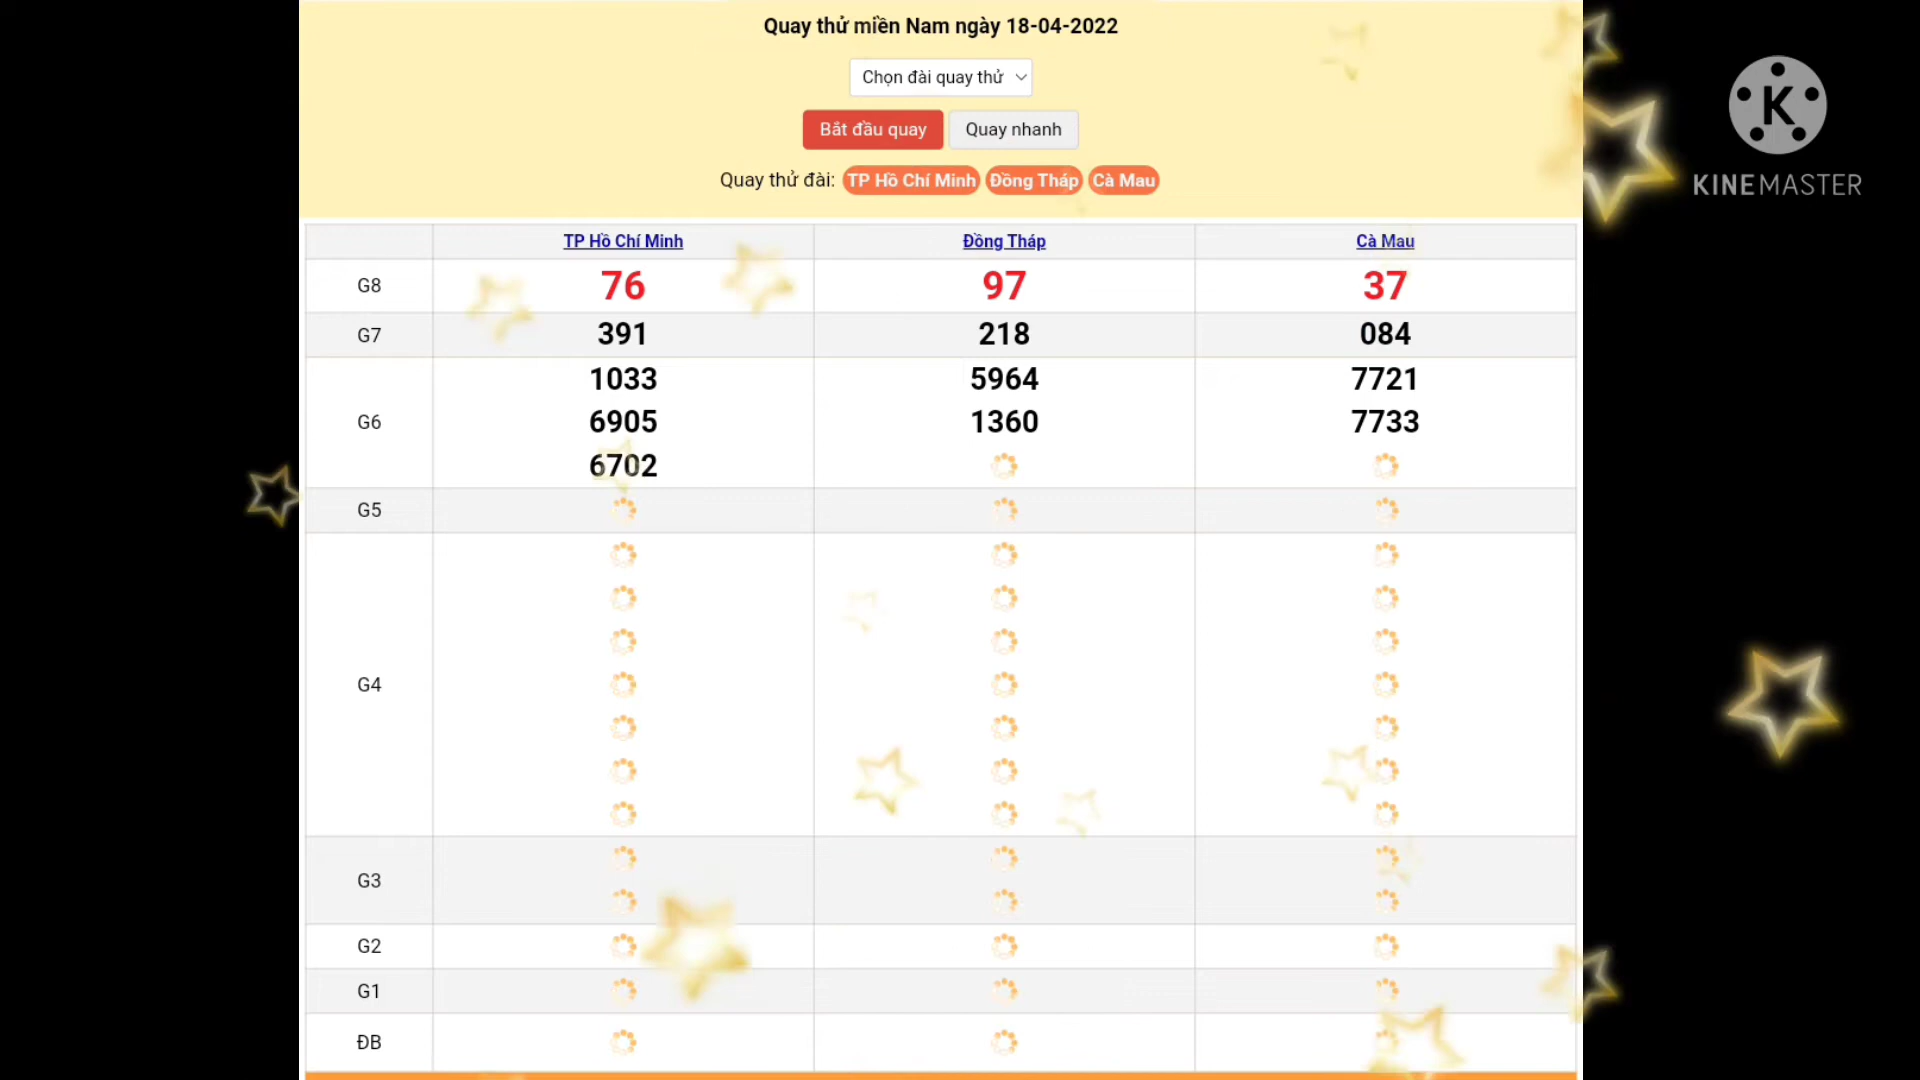 Quay thử miền Nam ngày 18-04-2022
Chọn đài quay thử
Bắt đầu quay Quay nhanh
Quay thử đài: TP Hồ Chí Minh Đồng Tháp Cà Mau
K
KINEMASTER
TP Hồ Chí Minh Đồng Tháp Cà Mau
G8 76 97 37
G7 391 218 084
1033 5964 7721
G6 6905 1360 7733
6702
G5
G4
G3
G2
G1
ĐB